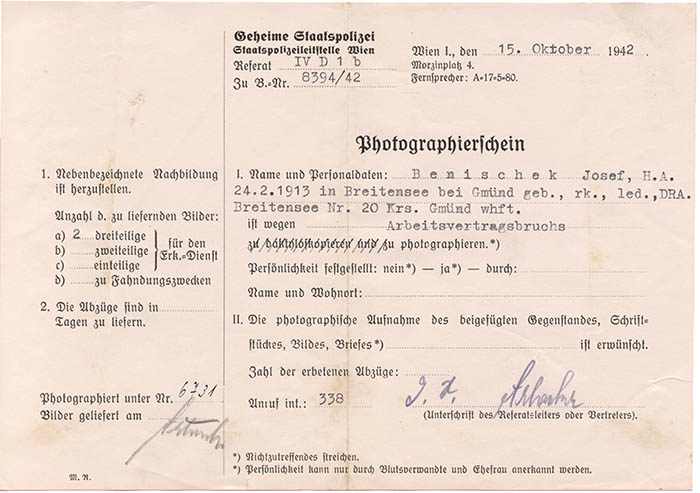 Geheime Staatspolizei
Staatspolizeileitstelle Wien
Referat IV D 1 b
Zu B.=Nr. 8394/42
Wien I., den 15. Oktober 1942.
Morzinplatz 4.
Fernsprecher: A=17=5=80.
Photographierschein
1. Nebenbezeichnete Nachbildung
ist herzustellen.
Anzahl d. zu liefernden Bilder:
a) 2 dreiteilige
b) zweiteilige
c) einteilige
für den
Erk.=Dienst
d) zu Fahndungszwecken
2. Die Abzüge sind in
Tagen zu liefern.
Photographiert unter Nr. 6731
Bilder geliefert am
M. R.
I. Name und Personaldaten: Benischek Josef, H.A.
24.2.1913 in Breitensee bei Gmünd geb., rk., led., DRA.
Breitensee Nr. 20 Krs. Gmünd whft.
ist wegen Arbeitsvertragsbruchs
zu daktyloskopieren und zu photographieren.*)
Persönlichkeit festgestellt: nein*) — ja*) — durch:
Name und Wohnort:
II. Die photographische Aufnahme des beigefügten Gegenstandes, Schrift=
stückes, Bildes, Briefes*) ist erwünscht.
Zahl der erbetenen Abzüge:
Anruf int.: 338
(Unterschrift des Referatsleiters oder Vertreters).
*) Nichtzutreffendes streichen.
*) Persönlichkeit kann nur durch Blutsverwandte und Ehefrau anerkannt werden.